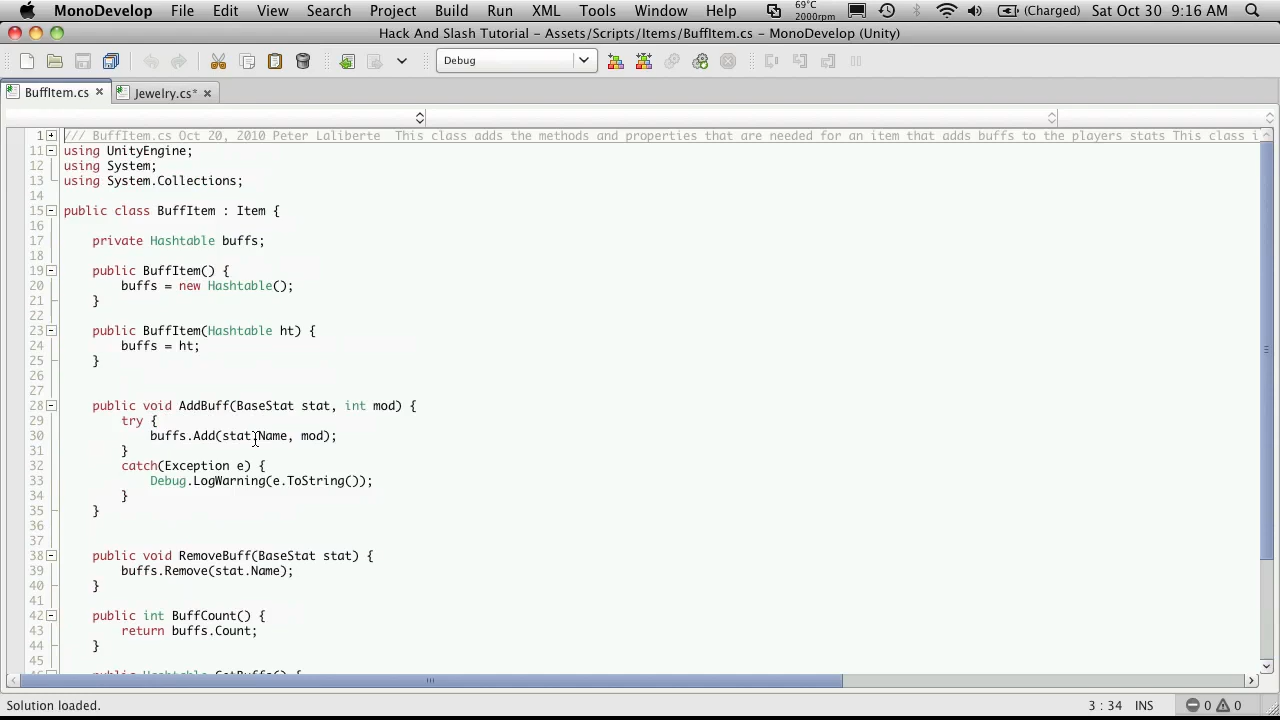 MonoDevelop File Edit View Search Project Build Run XML Tools Window Help 69°C 2000rpm (Charged) Sat Oct 30 9:16 AM
Hack And Slash Tutorial - Assets/Scripts/Items/BuffItem.cs - MonoDevelop (Unity)
Debug
BuffItem.cs Jewelry.cs*
1 /// BuffItem.cs Oct 20, 2010 Peter Laliberte This class adds the methods and properties that are needed for an item that adds buffs to the players stats This class i
11 using UnityEngine;
12 using System;
13 using System.Collections;
14
15 public class BuffItem : Item {
16
17 private Hashtable buffs;
18
19 public BuffItem() {
20 buffs = new Hashtable();
21 }
22
23 public BuffItem(Hashtable ht) {
24 buffs = ht;
25 }
26
27
28 public void AddBuff(BaseStat stat, int mod) {
29 try {
30 buffs.Add(stat.Name, mod);
31 }
32 catch(Exception e) {
33 Debug.LogWarning(e.ToString());
34 }
35 }
36
37
38 public void RemoveBuff(BaseStat stat) {
39 buffs.Remove(stat.Name);
40 }
41
42 public int BuffCount() {
43 return buffs.Count;
44 }
45
public Hashtable GetBuffs() {
Solution loaded. 3 : 34 INS 0 0